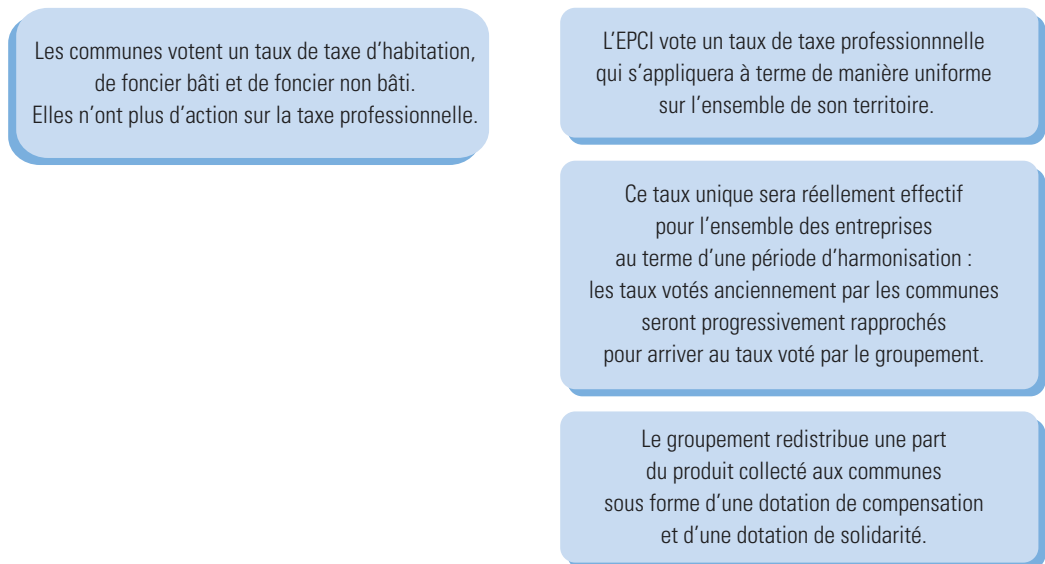 Les communes votent un taux de taxe d'habitation,
de foncier bâti et de foncier non bâti.
Elles n'ont plus d'action sur la taxe professionnelle.
L'EPCI vote un taux de taxe professionnnelle
qui s'appliquera à terme de manière uniforme
sur l'ensemble de son territoire.
Ce taux unique sera réellement effectif
pour l'ensemble des entreprises
au terme d'une période d'harmonisation :
les taux votés anciennement par les communes
seront progressivement rapprochés
pour arriver au taux voté par le groupement.
Le groupement redistribue une part
du produit collecté aux communes
sous forme d'une dotation de compensation
et d'une dotation de solidarité.